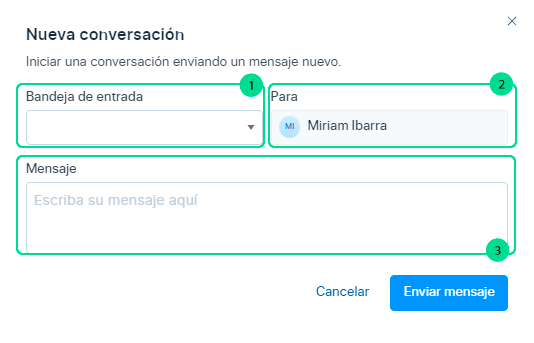 Nueva conversación
Iniciar una conversación enviando un mensaje nuevo.
1
2
Bandeja de entrada
Para
MI Miriam Ibarra
Mensaje
Escriba su mensaje aquí
3
Cancelar
Enviar mensaje